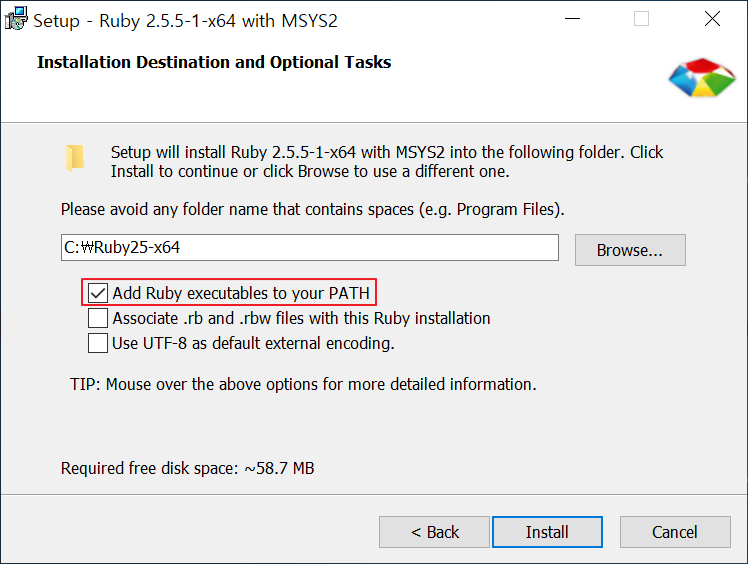 Setup - Ruby 2.5.5-1-x64 with MSYS2
Installation Destination and Optional Tasks
Setup will install Ruby 2.5.5-1-x64 with MSYS2 into the following folder. Click
Install to continue or click Browse to use a different one.
Please avoid any folder name that contains spaces (e.g. Program Files).
C:₩Ruby25-x64
Browse...
Add Ruby executables to your PATH
Associate .rb and .rbw files with this Ruby installation
Use UTF-8 as default external encoding.
TIP: Mouse over the above options for more detailed information.
Required free disk space: ~58.7 MB
< Back
Install
Cancel